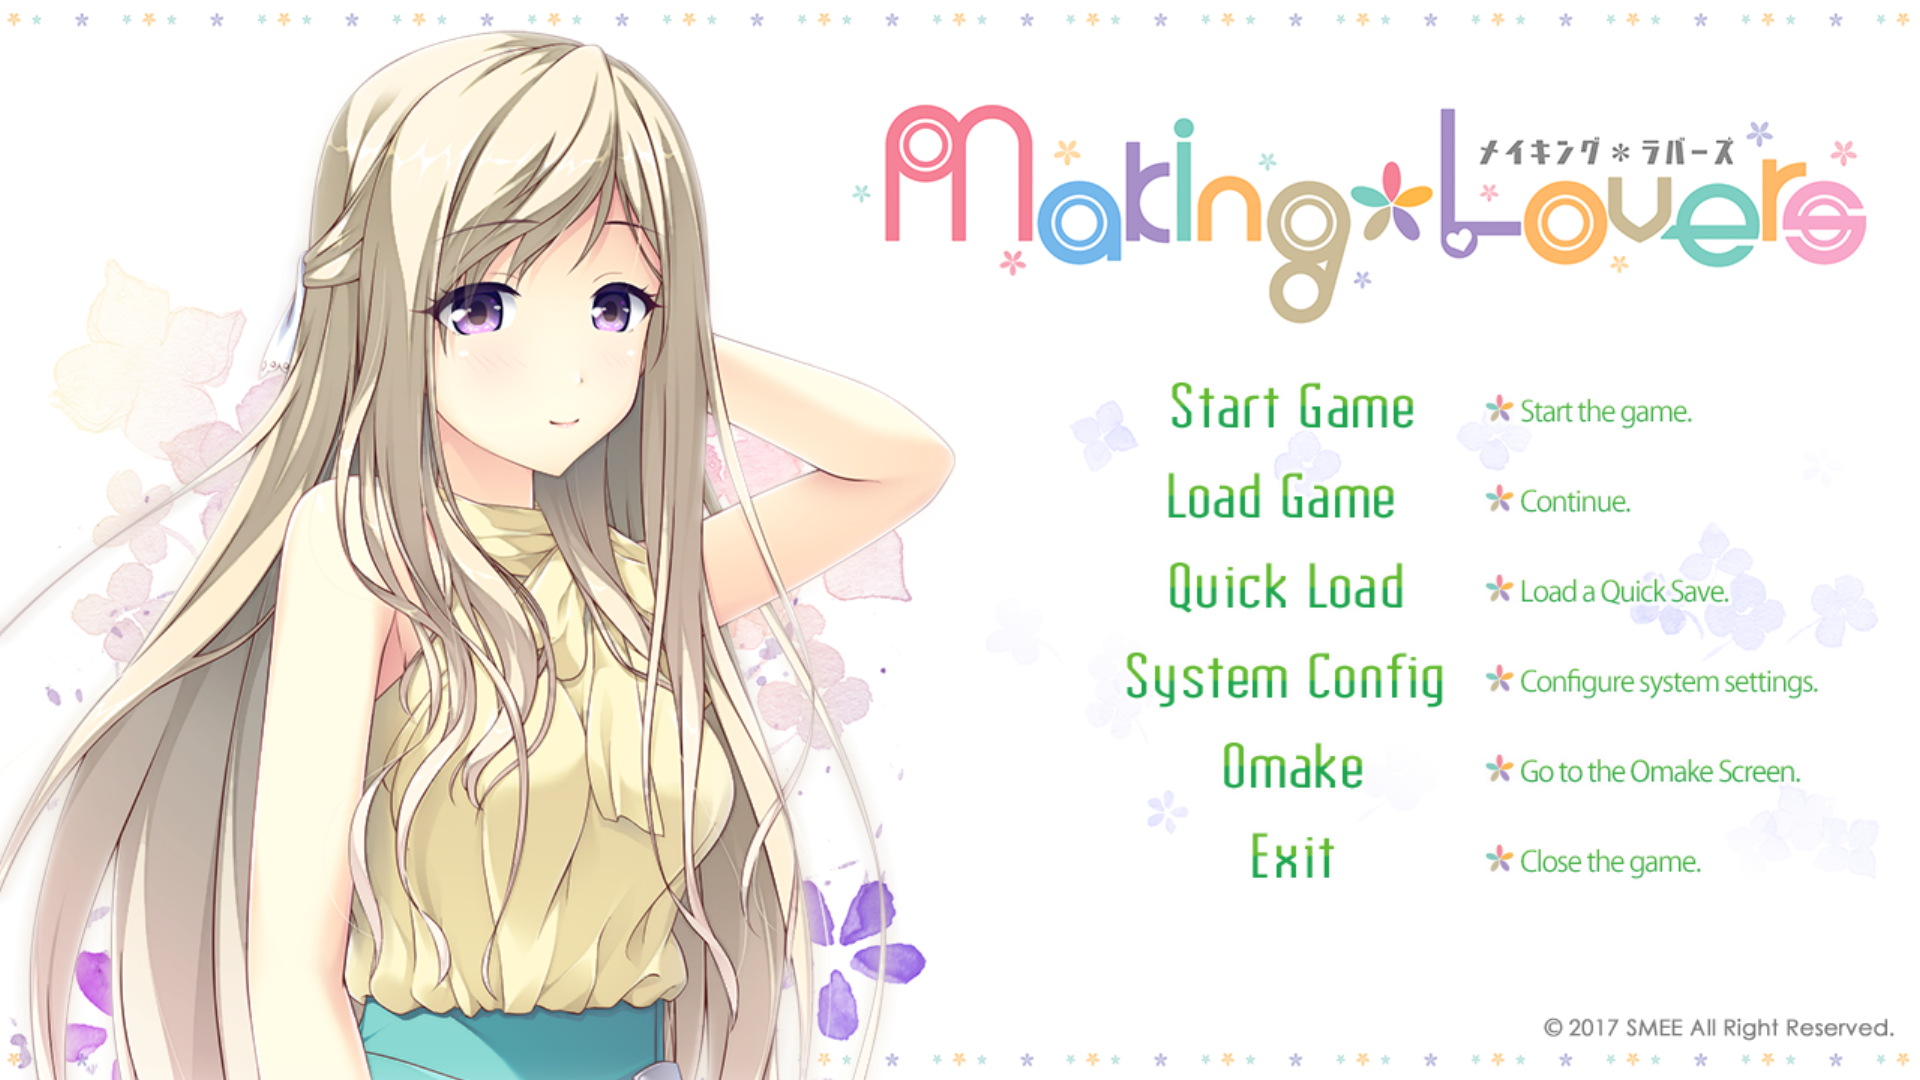 メイキング＊ラバーズ
Making*Lovers
Start Game
Start the game.
Load Game
Continue.
Quick Load
Load a Quick Save.
System Config
Configure system settings.
Omake
Go to the Omake Screen.
Exit
Close the game.
© 2017 SMEE All Right Reserved.